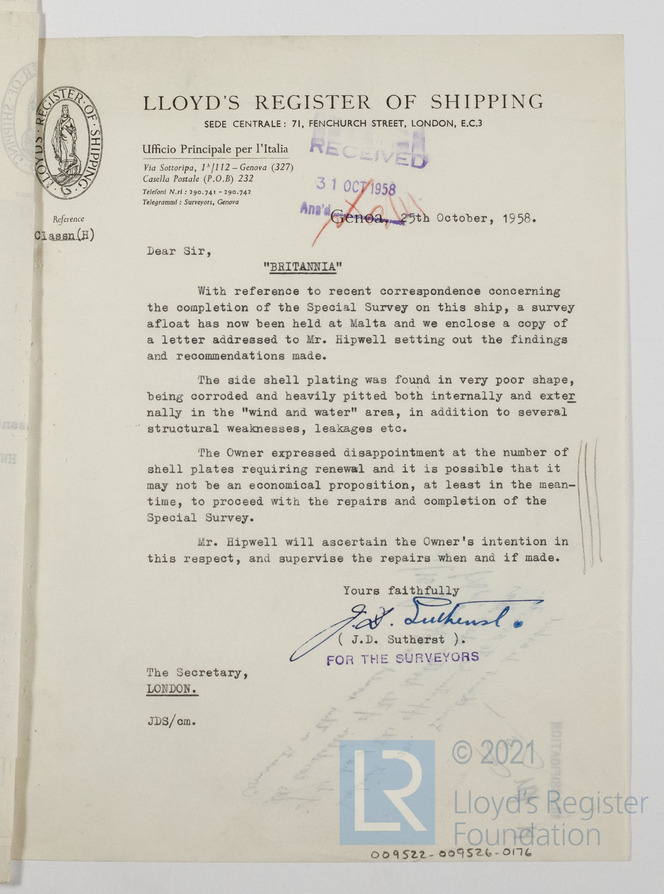 LLOYD'S REGISTER OF SHIPPING
SEDE CENTRALE: 71, FENCHURCH STREET, LONDON, E.C.3
LLOYDS·REGISTER·OF·SHIPPING
Ufficio Principale per l'Italia
Via Sottoripa, 1ᴬ/112 – Genova (327)
Casella Postale (P.O.B) 232
Telefoni N.ri : 290.741 - 290.742
Telegrammi : Surveyors, Genova
RECEIVED
31 OCT 1958
Ans'd
Reference
Classn(H)
Genoa, 25th October, 1958.
Dear Sir,
"BRITANNIA"
With reference to recent correspondence concerning
the completion of the Special Survey on this ship, a survey
afloat has now been held at Malta and we enclose a copy of
a letter addressed to Mr. Hipwell setting out the findings
and recommendations made.
The side shell plating was found in very poor shape,
being corroded and heavily pitted both internally and exter
nally in the "wind and water" area, in addition to several
structural weaknesses, leakages etc.
The Owner expressed disappointment at the number of
shell plates requiring renewal and it is possible that it
may not be an economical proposition, at least in the mean-
time, to proceed with the repairs and completion of the
Special Survey.
Mr. Hipwell will ascertain the Owner's intention in
this respect, and supervise the repairs when and if made.
Yours faithfully
J.D. Sutherst.
( J.D. Sutherst ).
FOR THE SURVEYORS
The Secretary,
LONDON.
JDS/cm.
LR
© 2021
Lloyd's Register
Foundation
009522-009526-0176